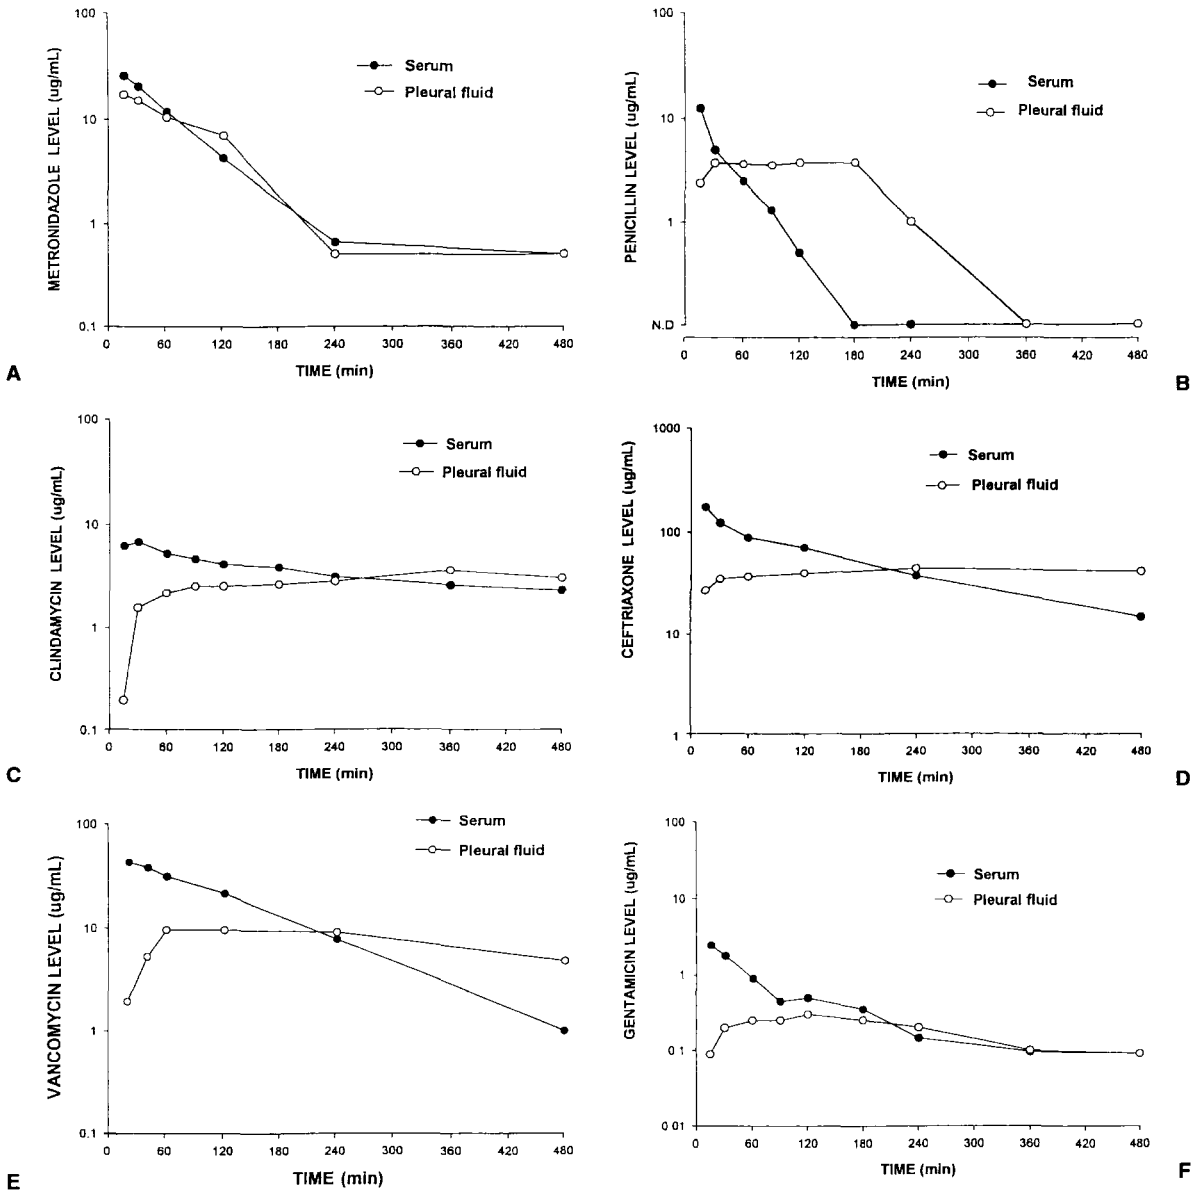 METRONIDAZOLE LEVEL (ug/mL)
100
10
1
0.1
0 60 120 180 240 300 360 420 480
TIME (min)
Serum
Pleural fluid
A
PENICILLIN LEVEL (ug/mL)
100
10
1
N.D
0 60 120 180 240 300 360 420 480
TIME (min)
Serum
Pleural fluid
B
CLINDAMYCIN LEVEL (ug/mL)
100
10
1
0.1
0 60 120 180 240 300 360 420 480
TIME (min)
Serum
Pleural fluid
C
CEFTRIAXONE LEVEL (ug/mL)
1000
100
10
1
0 60 120 180 240 300 360 420 480
TIME (min)
Serum
Pleural fluid
D
VANCOMYCIN LEVEL (ug/mL)
100
10
1
0.1
0 60 120 180 240 300 360 420 480
TIME (min)
Serum
Pleural fluid
E
GENTAMICIN LEVEL (ug/mL)
100
10
1
0 1
0 01
0 60 120 180 240 300 360 420 480
TIME (min)
Serum
Pleural fluid
F